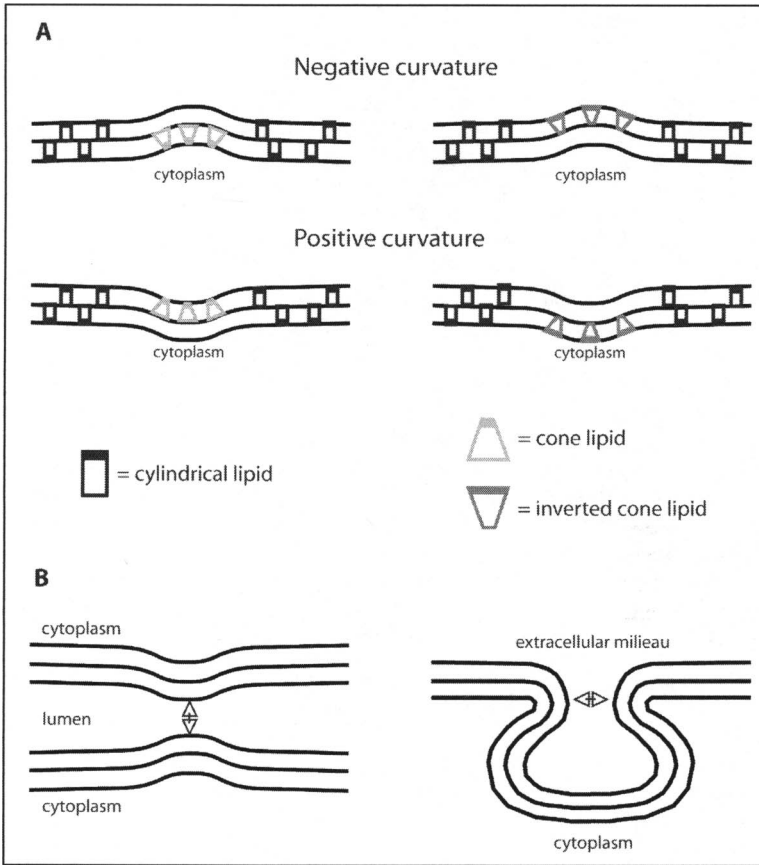 A
Negative curvature
cytoplasm
cytoplasm
Positive curvature
cytoplasm
cytoplasm
= cylindrical lipid
= cone lipid
= inverted cone lipid
B
cytoplasm
lumen
cytoplasm
extracellular milieau
cytoplasm